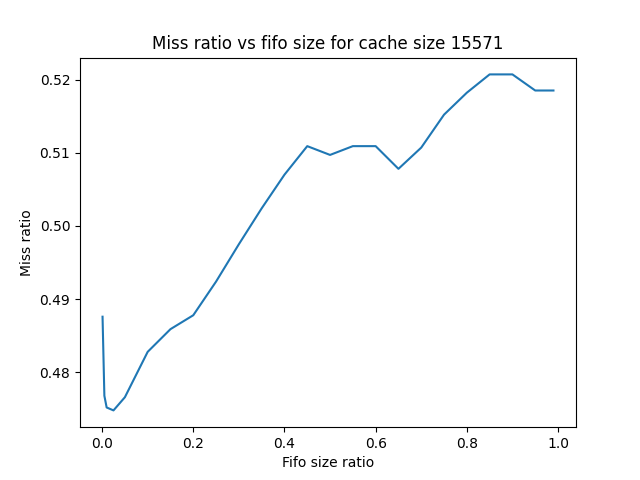 Miss ratio vs fifo size for cache size 15571
0.52
0.51
0.50
0.49
0.48
Miss ratio
0.0 0.2 0.4 0.6 0.8 1.0
Fifo size ratio